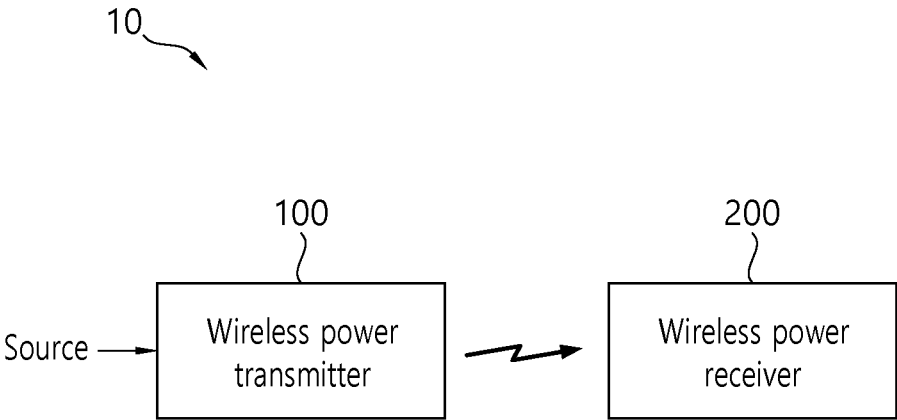 10
100
200
Source
Wireless power
transmitter
Wireless power
receiver